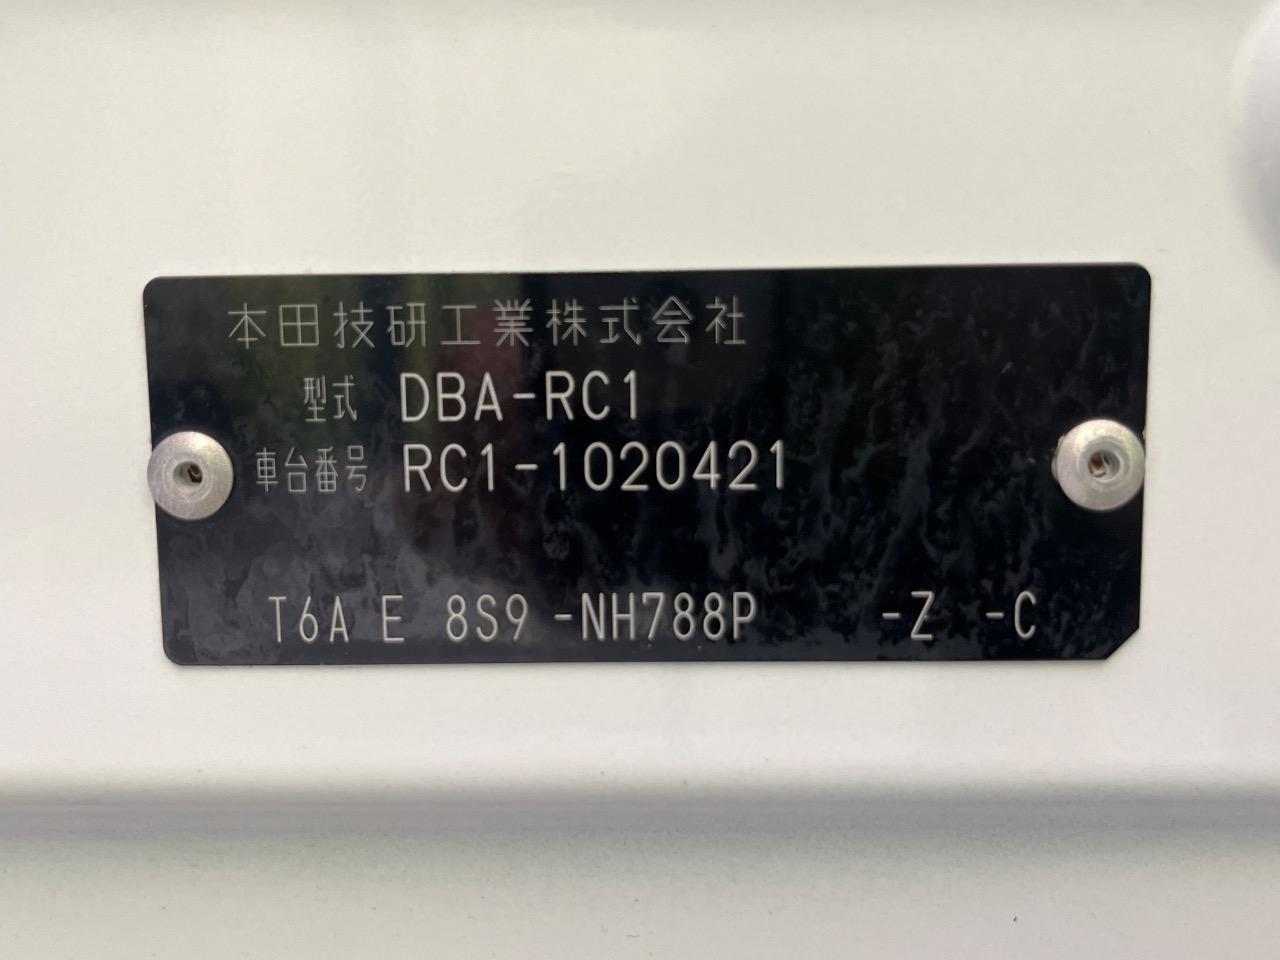 本田技研工業株式会社
型式 DBA-RC1
車台番号 RC1-1020421
T6A E 8S9 -NH788P -Z -C